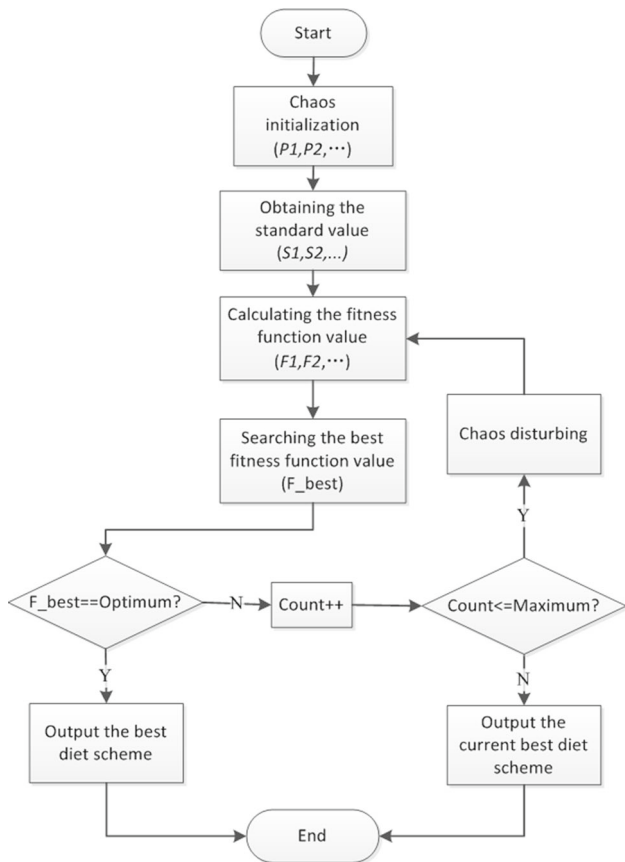 Start
Chaos
initialization
(P1,P2,⋯)
Obtaining the
standard value
(S1,S2,...)
Calculating the fitness
function value
(F1,F2,⋯)
Searching the best
fitness function value
(F_best)
Chaos disturbing
Y
F_best==Optimum?
N
Count++
Count<=Maximum?
Y
N
Output the best
diet scheme
Output the
current best diet
scheme
End